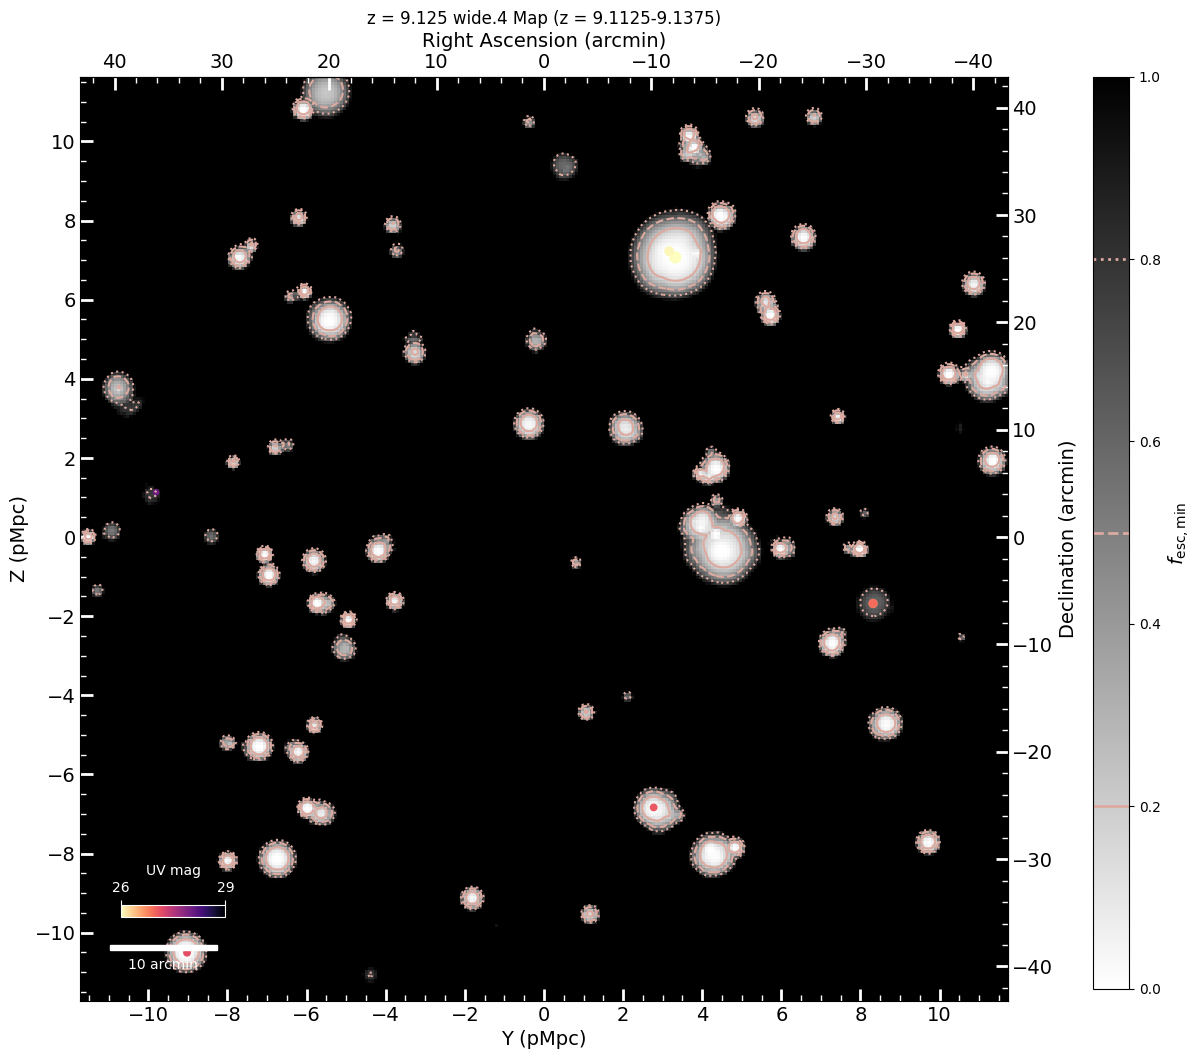 z = 9.125 wide.4 Map (z = 9.1125-9.1375)
Right Ascension (arcmin)
40 30 20 10 0 −10 −20 −30 −40
10
8
6
4
2
0
−2
−4
−6
−8
−10
Z (pMpc)
UV mag
26 29
10 arcmin
−10 −8 −6 −4 −2 0 2 4 6 8 10
Y (pMpc)
40
30
20
10
0
−10
−20
−30
−40
Declination (arcmin)
1.0
0.8
0.6
0.4
0.2
0.0
fesc,min